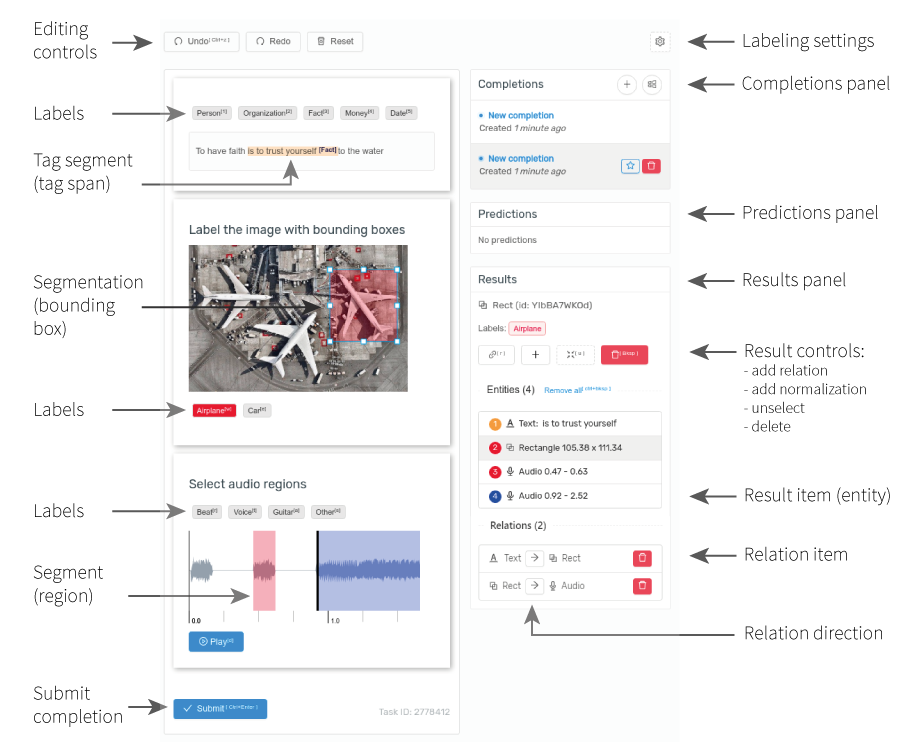 Editing
controls
Undo[ Ctrl+z ]
Redo
Reset
Labeling settings
Labels
Person[1]
Organization[2]
Fact[3]
Money[4]
Date[5]
Tag segment
(tag span)
To have faith is to trust yourself [Fact] to the water
Completions
Completions panel
New completion
Created 1 minute ago
New completion
Created 1 minute ago
Predictions
No predictions
Predictions panel
Label the image with bounding boxes
Segmentation
(bounding
box)
Labels
Airplane[w]
Car[e]
Results
Results panel
Rect (id: YIbBA7WKOd)
Labels:
Airplane
[ r ]
[ u ]
[ Bksp ]
Result controls:
- add relation
- add normalization
- unselect
- delete
Entities (4)
Remove all[ ctrl+bksp ]
1
Text: is to trust yourself
2
Rectangle 105.38 x 111.34
3
Audio 0.47 - 0.63
4
Audio 0.92 - 2.52
Result item (entity)
Relations (2)
Text
Rect
Rect
Audio
Relation item
Relation direction
Select audio regions
Labels
Beat[r]
Voice[t]
Guitar[a]
Other[s]
Segment
(region)
0.0
1.0
Play
Submit
completion
Submit[ Ctrl+Enter ]
Task ID: 2778412